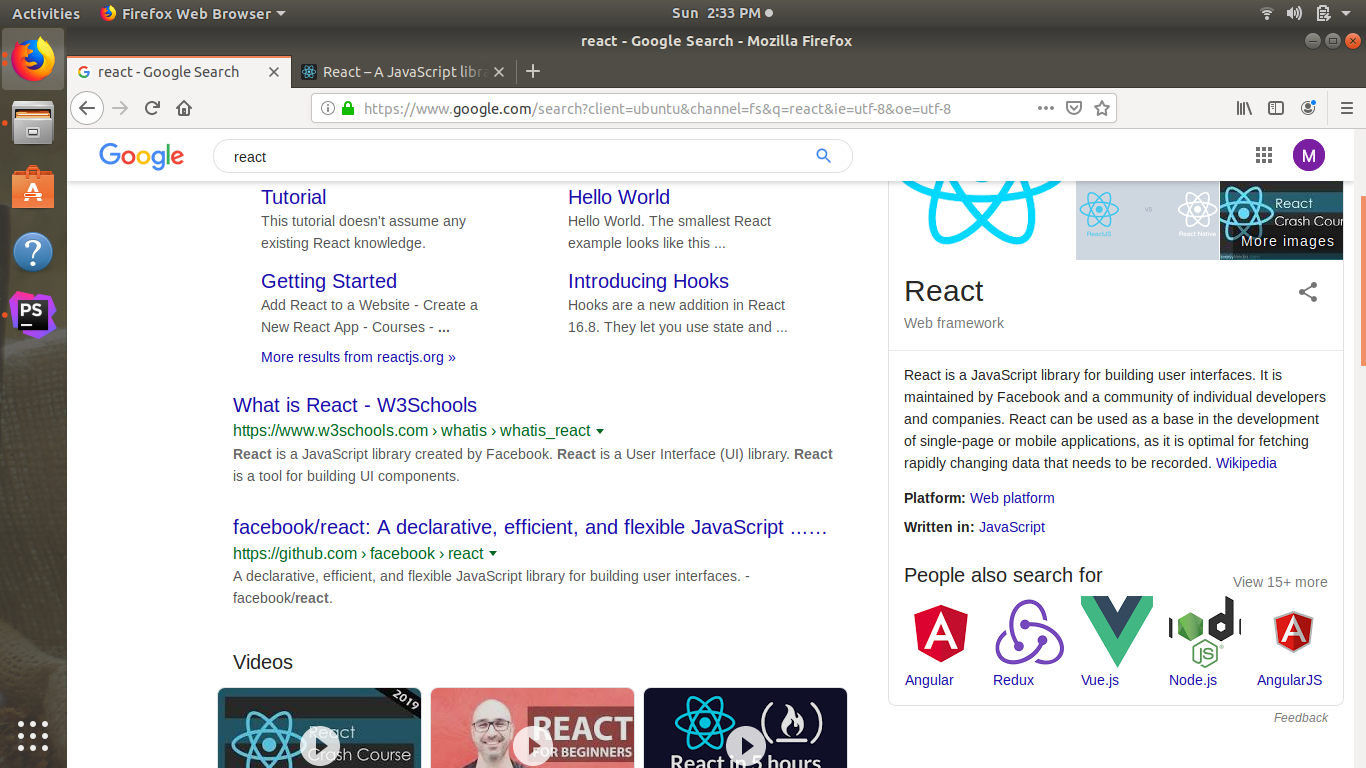 Activities
Firefox Web Browser
Sun 2:33 PM
react - Google Search - Mozilla Firefox
react - Google Search
React – A JavaScript libra
https://www.google.com/search?client=ubuntu&channel=fs&q=react&ie=utf-8&oe=utf-8
Google
react
M
Tutorial
This tutorial doesn't assume any
existing React knowledge.
Hello World
Hello World. The smallest React
example looks like this ...
Getting Started
Add React to a Website - Create a
New React App - Courses - ...
Introducing Hooks
Hooks are a new addition in React
16.8. They let you use state and ...
More results from reactjs.org »
What is React - W3Schools
https://www.w3schools.com › whatis › whatis_react
React is a JavaScript library created by Facebook. React is a User Interface (UI) library. React
is a tool for building UI components.
facebook/react: A declarative, efficient, and flexible JavaScript ...…
https://github.com › facebook › react
A declarative, efficient, and flexible JavaScript library for building user interfaces. -
facebook/react.
Videos
2019
React
Crash Course
REACT
FOR BEGINNERS
React in 5 hours
ReactJS
VS
React Native
React
Crash Cour
More images
React
Web framework
React is a JavaScript library for building user interfaces. It is
maintained by Facebook and a community of individual developers
and companies. React can be used as a base in the development
of single-page or mobile applications, as it is optimal for fetching
rapidly changing data that needs to be recorded. Wikipedia
Platform: Web platform
Written in: JavaScript
People also search for
View 15+ more
Angular
Redux
Vue.js
Node.js
AngularJS
Feedback
PS